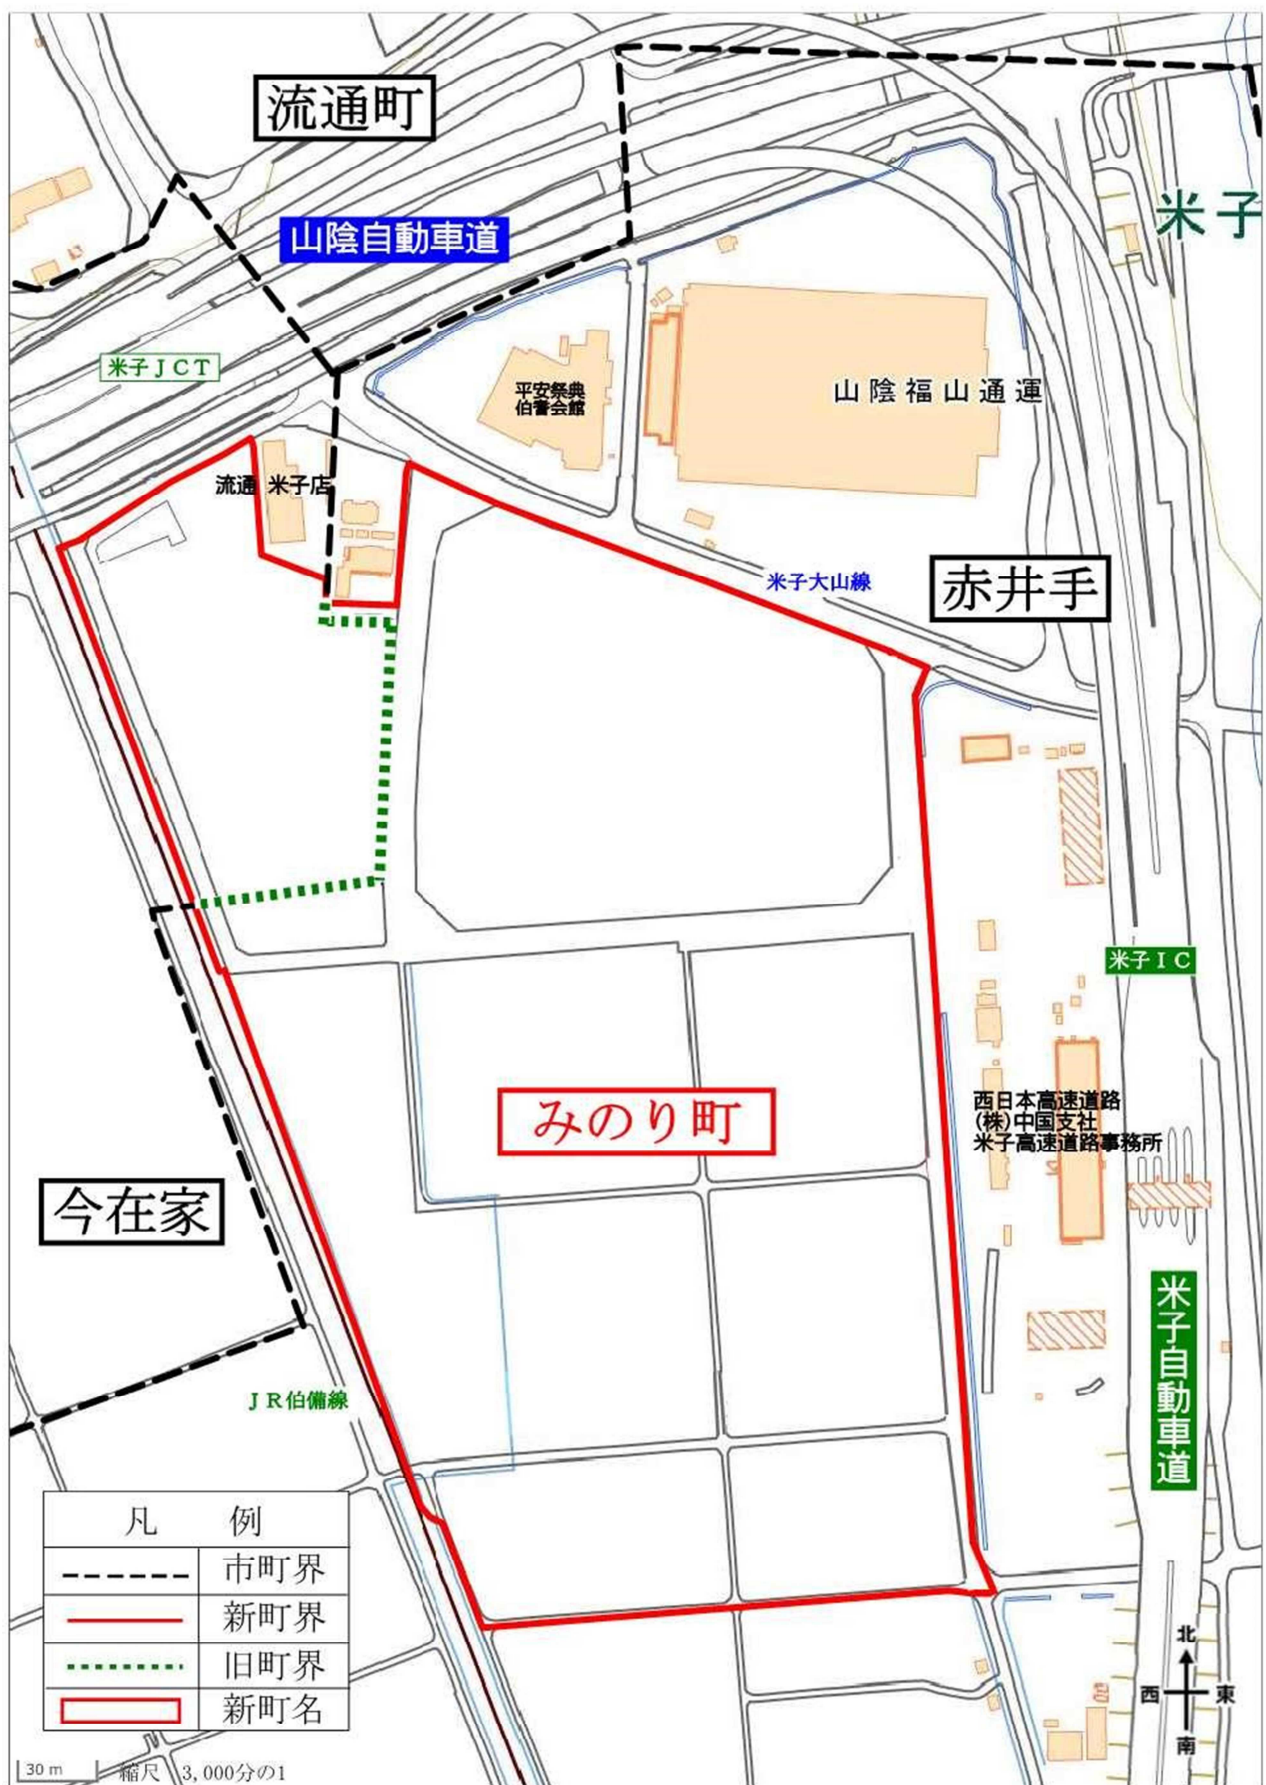 流通町
山陰自動車道
米子
米子ＪＣＴ
平安祭典
伯耆会館
山陰福山通運
流通 米子店
米子大山線
赤井手
米子ＩＣ
みのり町
西日本高速道路
(株)中国支社
米子高速道路事務所
今在家
米子自動車道
ＪＲ伯備線
凡 例
市町界
新町界
旧町界
新町名
北
西 東
南
30 m
縮尺 3,000分の1